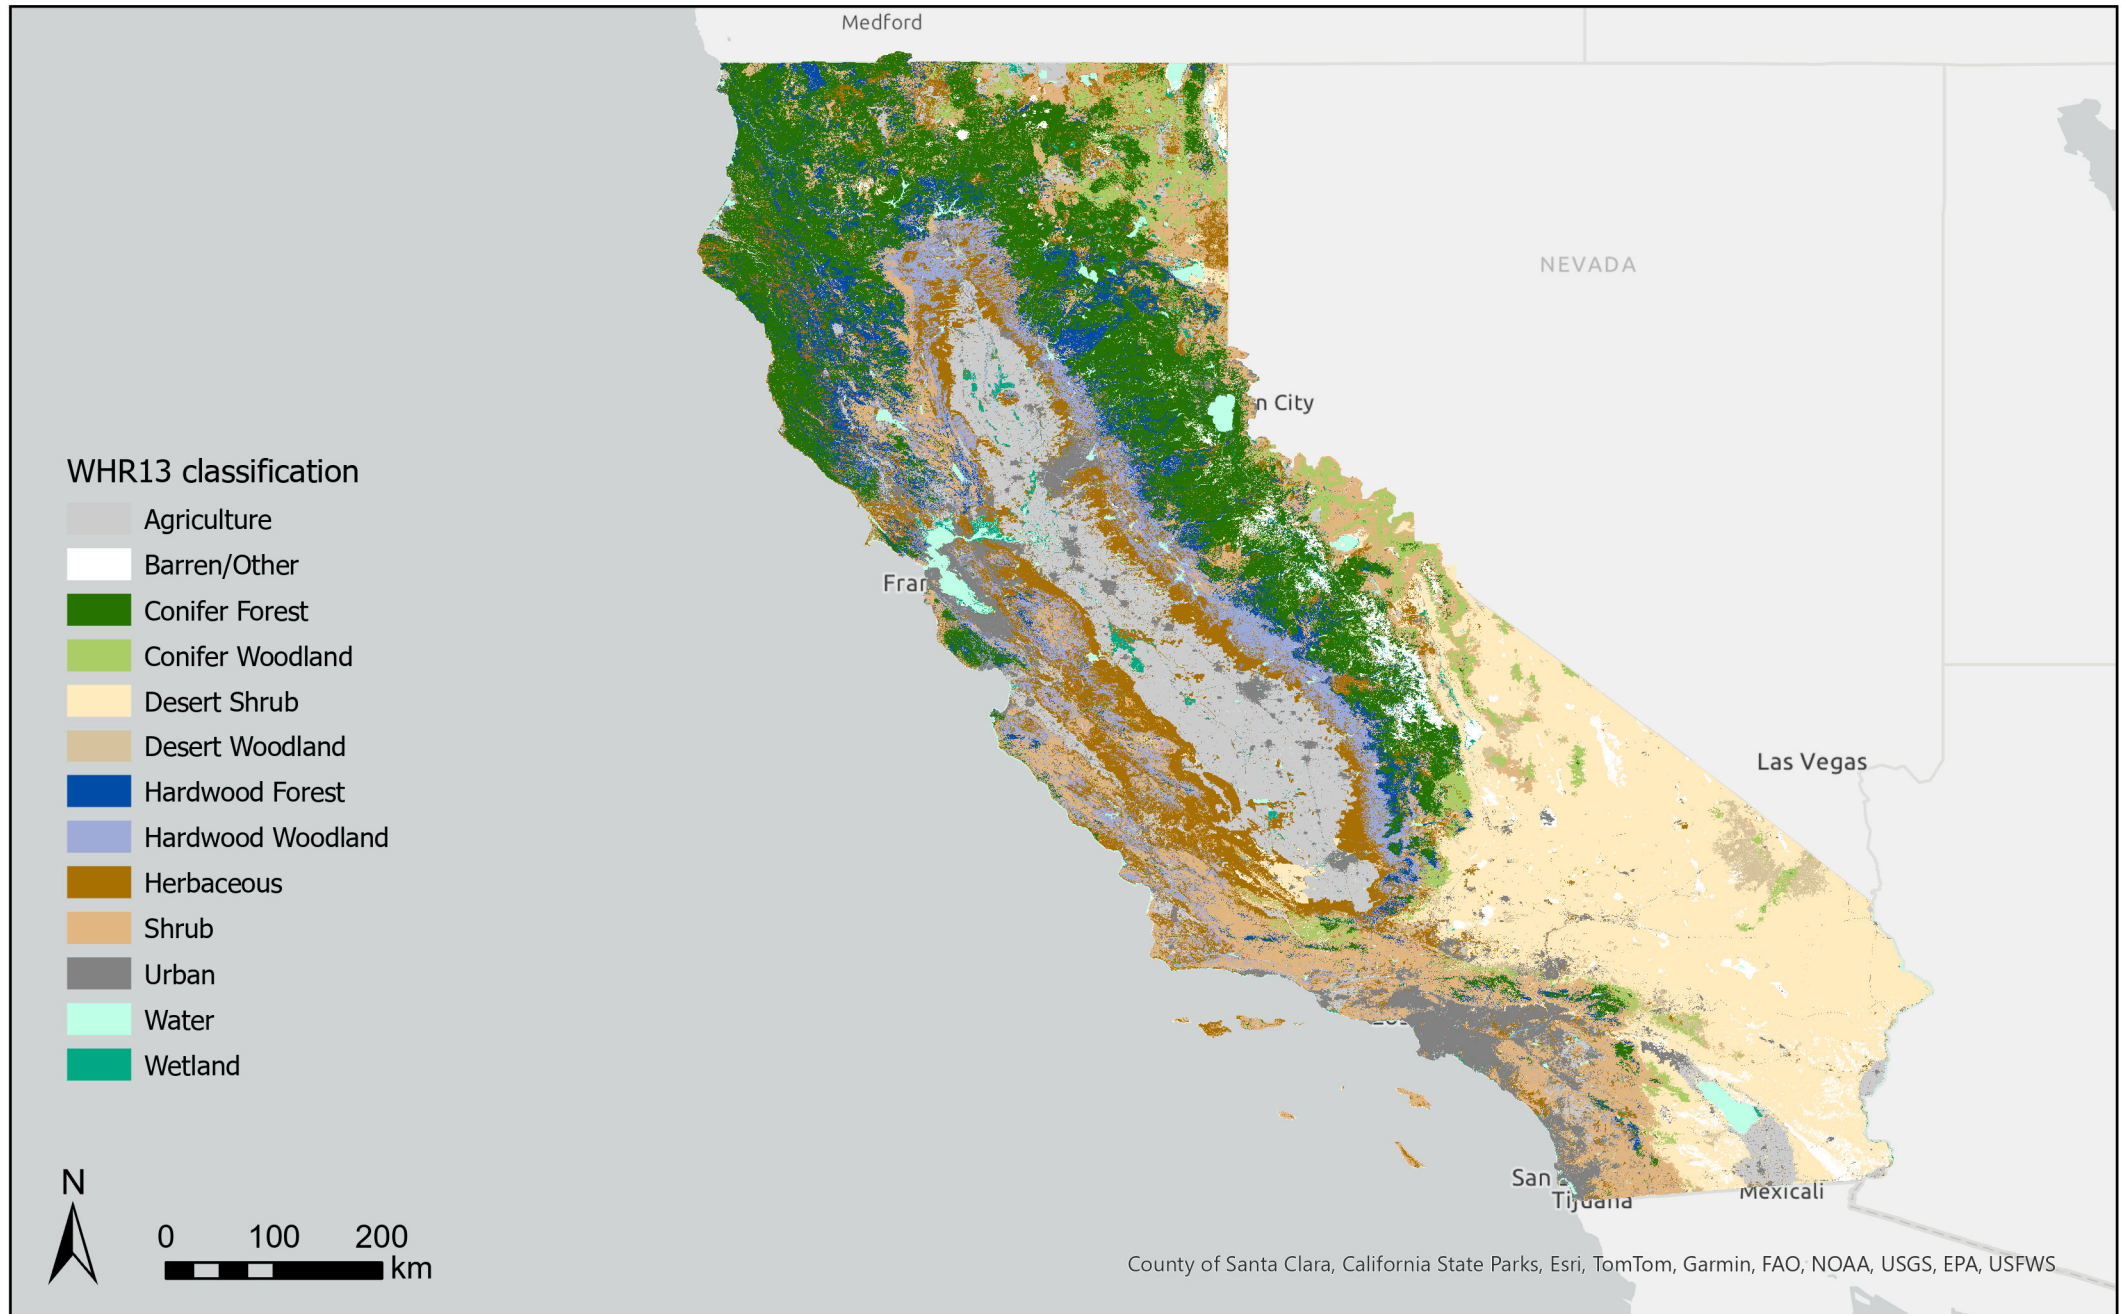 Medford
NEVADA
n City
WHR13 classification
Agriculture
Barren/Other
Conifer Forest
Conifer Woodland
Desert Shrub
Desert Woodland
Hardwood Forest
Hardwood Woodland
Herbaceous
Shrub
Urban
Water
Wetland
Fran
Las Vegas
San
Tijuana
Mexicali
N
0 100 200
km
County of Santa Clara, California State Parks, Esri, TomTom, Garmin, FAO, NOAA, USGS, EPA, USFWS